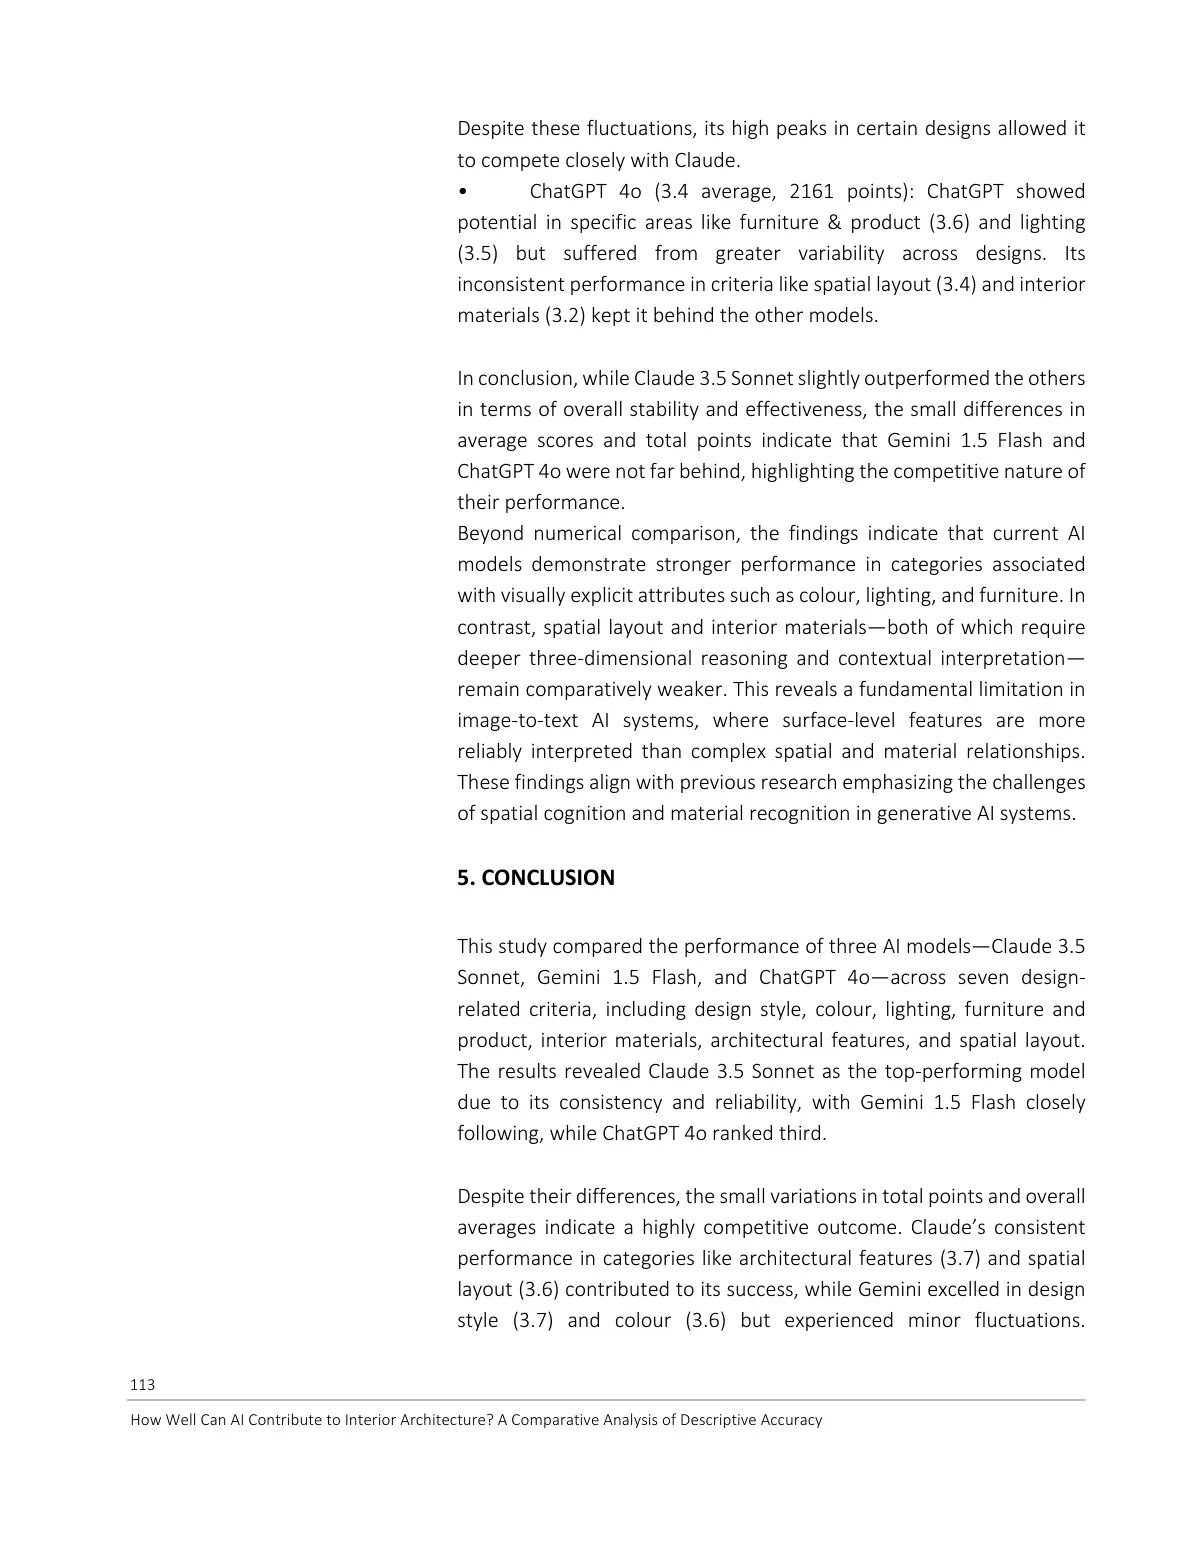 Despite these fluctuations, its high peaks in certain designs allowed it
to compete closely with Claude.
• ChatGPT 4o (3.4 average, 2161 points): ChatGPT showed
potential in specific areas like furniture & product (3.6) and lighting
(3.5) but suffered from greater variability across designs. Its
inconsistent performance in criteria like spatial layout (3.4) and interior
materials (3.2) kept it behind the other models.
In conclusion, while Claude 3.5 Sonnet slightly outperformed the others
in terms of overall stability and effectiveness, the small differences in
average scores and total points indicate that Gemini 1.5 Flash and
ChatGPT 4o were not far behind, highlighting the competitive nature of
their performance.
Beyond numerical comparison, the findings indicate that current AI
models demonstrate stronger performance in categories associated
with visually explicit attributes such as colour, lighting, and furniture. In
contrast, spatial layout and interior materials—both of which require
deeper three-dimensional reasoning and contextual interpretation—
remain comparatively weaker. This reveals a fundamental limitation in
image-to-text AI systems, where surface-level features are more
reliably interpreted than complex spatial and material relationships.
These findings align with previous research emphasizing the challenges
of spatial cognition and material recognition in generative AI systems.
5. CONCLUSION
This study compared the performance of three AI models—Claude 3.5
Sonnet, Gemini 1.5 Flash, and ChatGPT 4o—across seven design-
related criteria, including design style, colour, lighting, furniture and
product, interior materials, architectural features, and spatial layout.
The results revealed Claude 3.5 Sonnet as the top-performing model
due to its consistency and reliability, with Gemini 1.5 Flash closely
following, while ChatGPT 4o ranked third.
Despite their differences, the small variations in total points and overall
averages indicate a highly competitive outcome. Claude’s consistent
performance in categories like architectural features (3.7) and spatial
layout (3.6) contributed to its success, while Gemini excelled in design
style (3.7) and colour (3.6) but experienced minor fluctuations.
113
How Well Can AI Contribute to Interior Architecture? A Comparative Analysis of Descriptive Accuracy